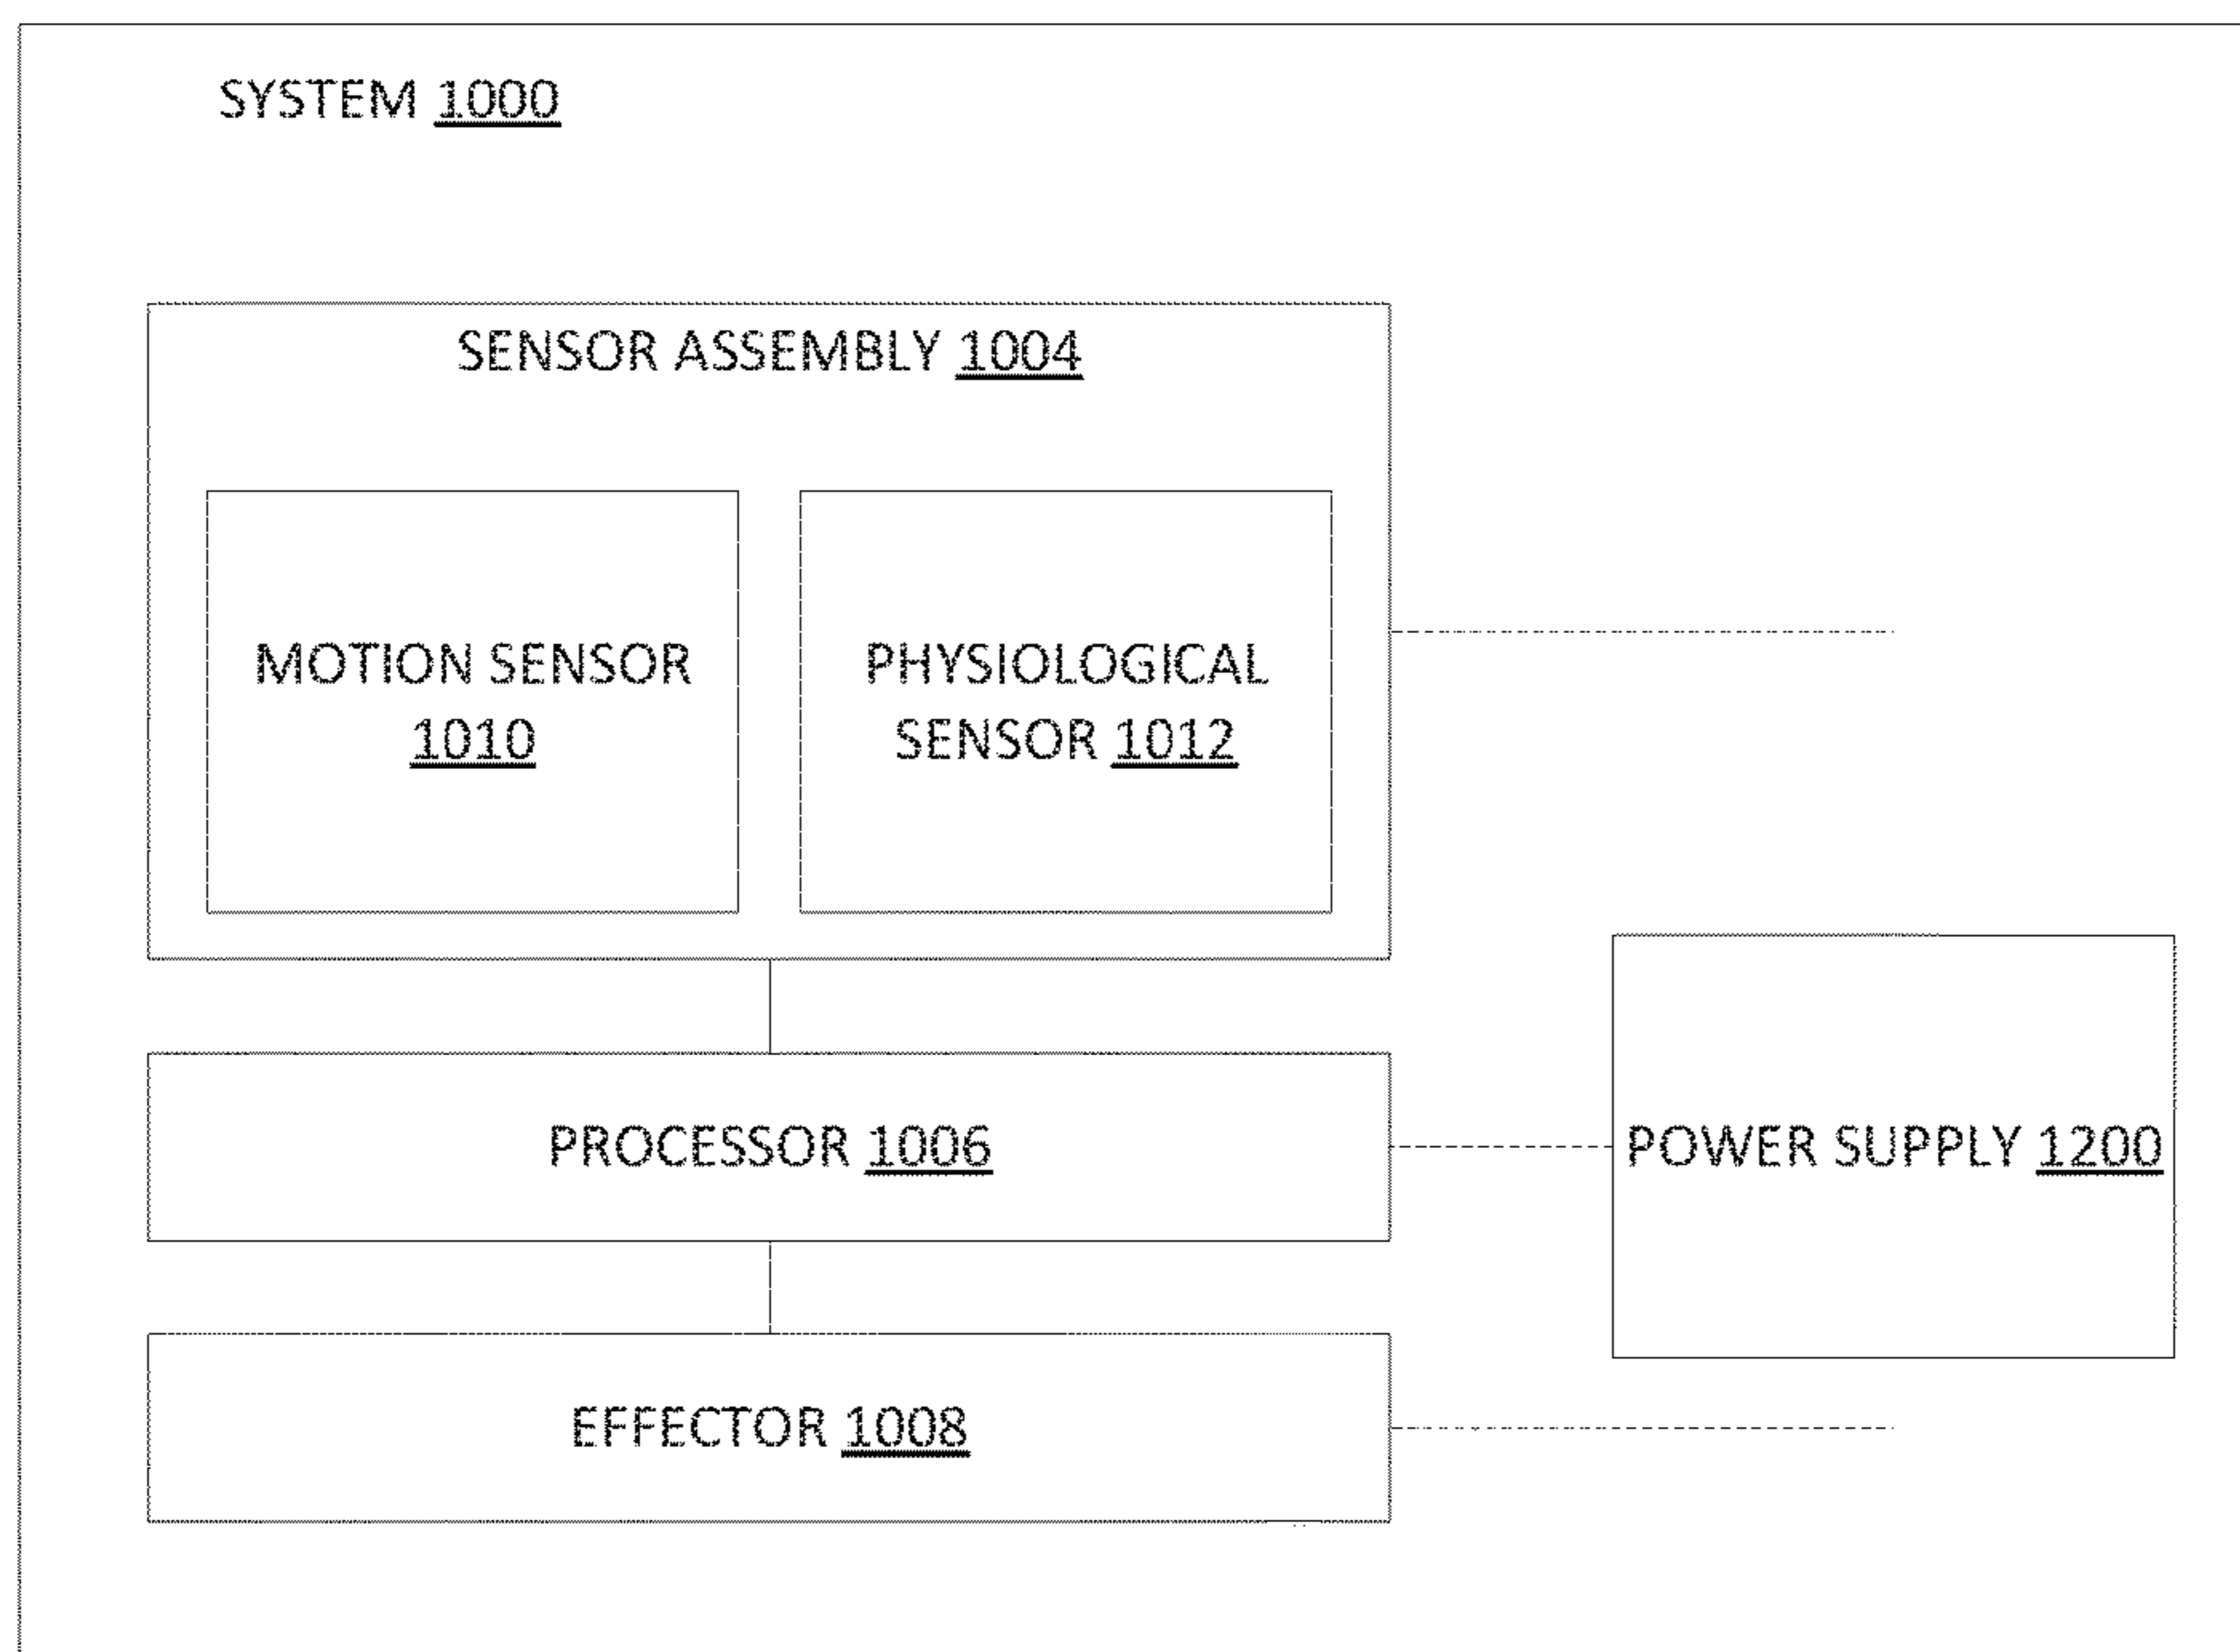 SYSTEM 1000
SENSOR ASSEMBLY 1004
MOTION SENSOR
1010
PHYSIOLOGICAL
SENSOR 1012
PROCESSOR 1006
POWER SUPPLY 1200
EFFECTOR 1008